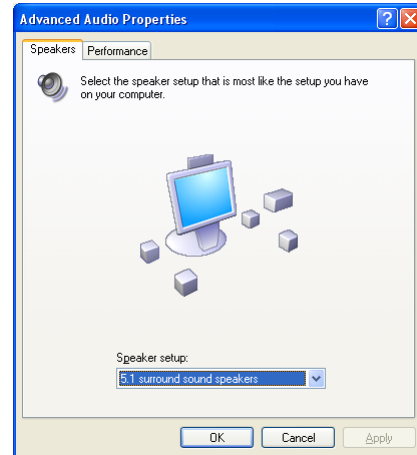 Advanced Audio Properties
Speakers
Performance
Select the speaker setup that is most like the setup you have
on your computer.
Speaker setup:
5.1 surround sound speakers
OK
Cancel
Apply